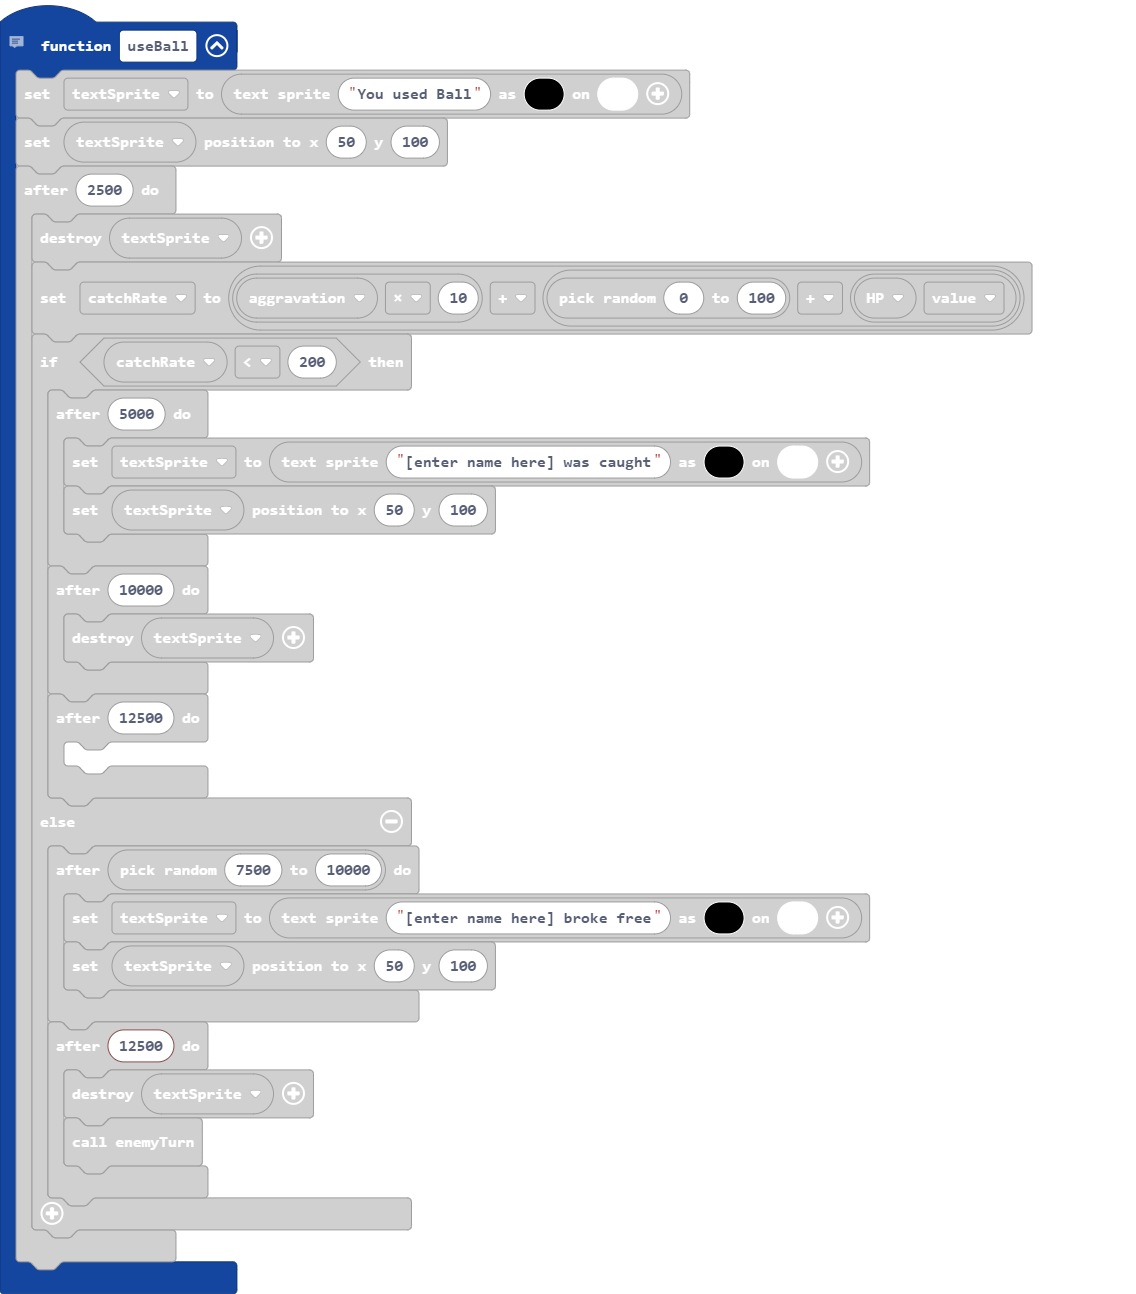 function useBall
set textSprite to text sprite "You used Ball" as on
set textSprite position to x 50 y 100
after 2500 do
destroy textSprite
set catchRate to aggravation × 10 + pick random 0 to 100 + HP value
if catchRate < 200 then
after 5000 do
set textSprite to text sprite "[enter name here] was caught" as on
set textSprite position to x 50 y 100
after 10000 do
destroy textSprite
after 12500 do
else
after pick random 7500 to 10000 do
set textSprite to text sprite "[enter name here] broke free" as on
set textSprite position to x 50 y 100
after 12500 do
destroy textSprite
call enemyTurn